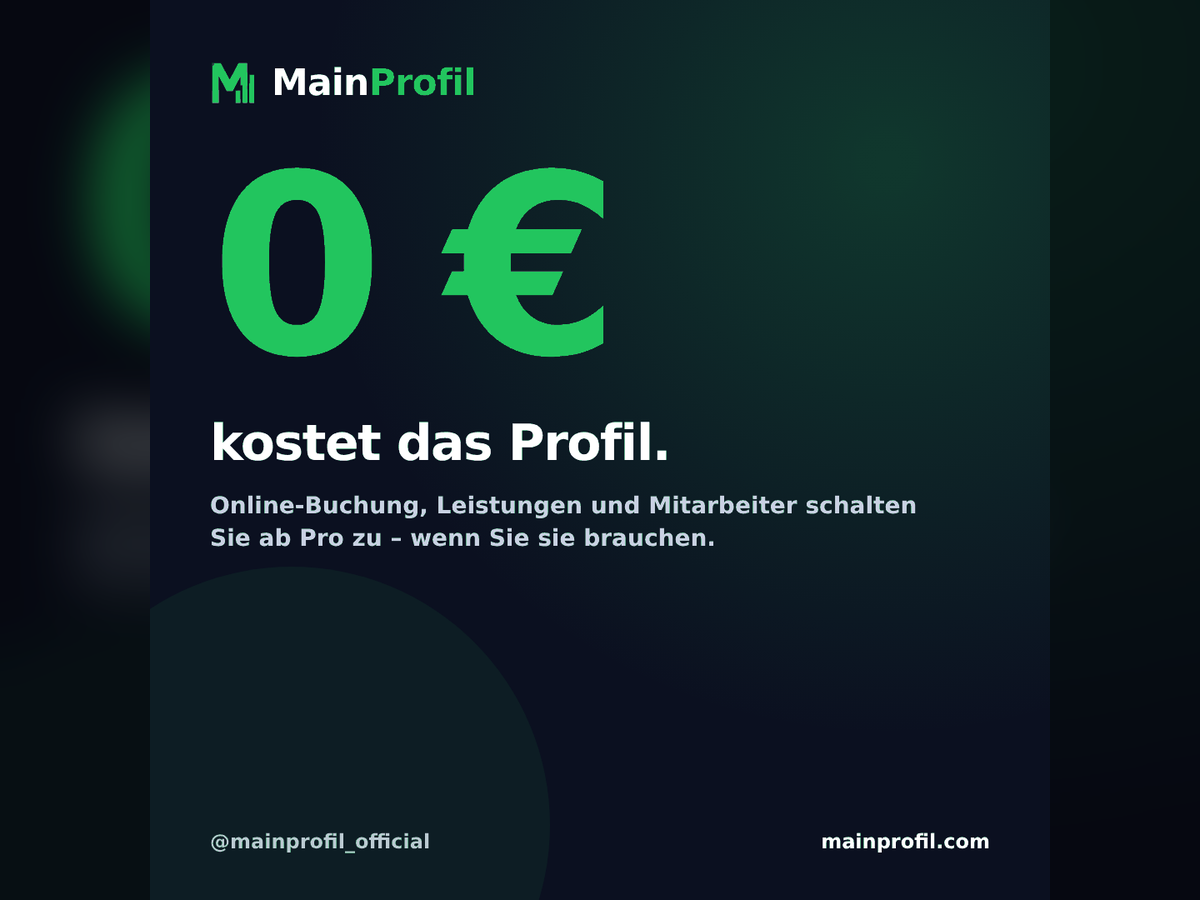 MainProfil
0 €
kostet das Profil.
Online-Buchung, Leistungen und Mitarbeiter schalten
Sie ab Pro zu – wenn Sie sie brauchen.
@mainprofil_official
mainprofil.com